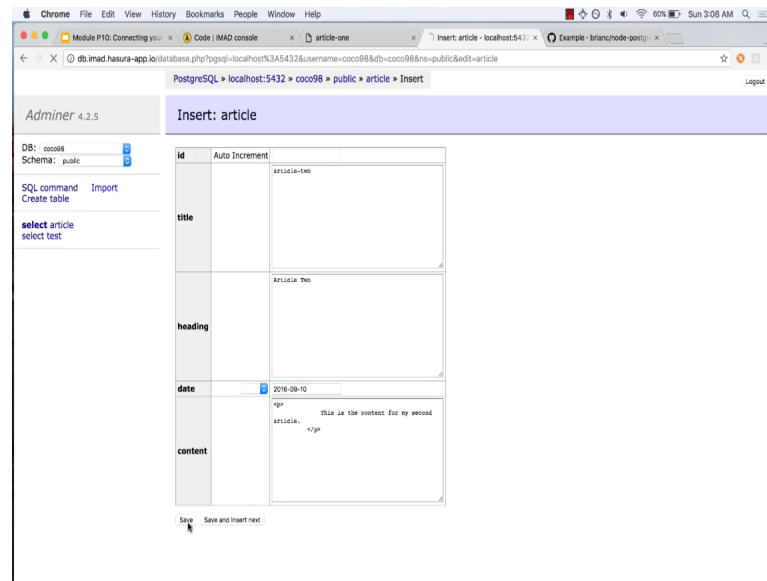 Chrome File Edit View History Bookmarks People Window Help 60% Sun 3:08 AM
Module P10: Connecting your × Code | IMAD console × article-one × Insert: article - localhost:5432 × Example · brianc/node-postgr ×
db.imad.hasura-app.io/database.php?pgsql=localhost%3A5432&username=coco98&db=coco98&ns=public&edit=article
PostgreSQL » localhost:5432 » coco98 » public » article » Insert
Logout
Adminer 4.2.5
Insert: article
DB: coco98
Schema: public
SQL command Import
Create table
select article
select test
id Auto Increment
title
article-two
heading
Article Two
date 2016-09-10
content
<p>
This is the content for my second
article.
</p>
Save Save and insert next